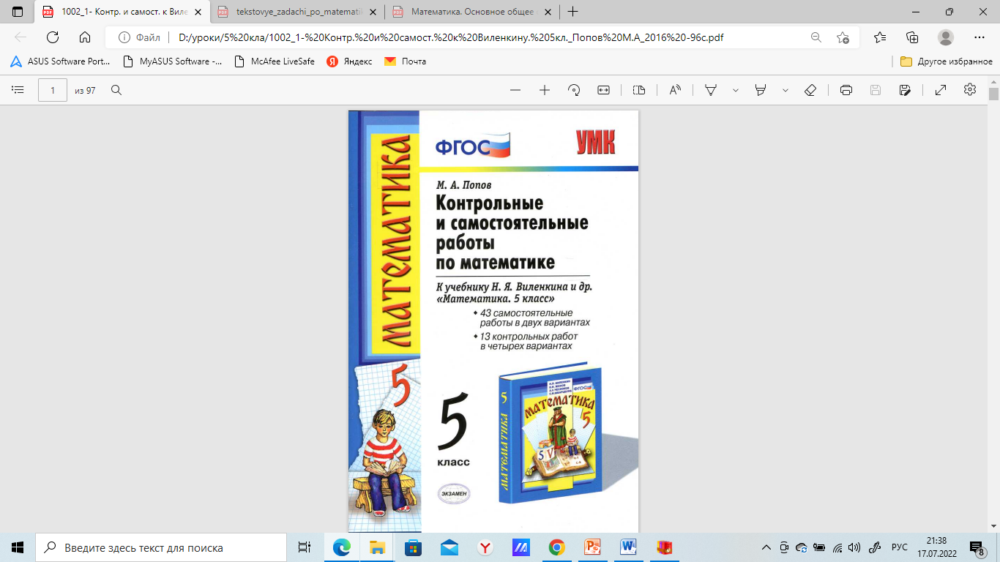 1002_1- Контр. и самост. к Виле
tekstovye_zadachi_po_matemati
Математика. Основное общее
Файл
D:/уроки/5%20кла/1002_1-%20Контр.%20и%20самост.%20к%20Виленкину.%205кл._Попов%20М.А_2016%20-96с.pdf
ASUS Software Port...
MyASUS Software -...
McAfee LiveSafe
Яндекс
Почта
Другое избранное
1 из 97
МАТЕМАТИКА
ФГОС
УМК
М. А. Попов
Контрольные
и самостоятельные
работы
по математике
К учебнику Н. Я. Виленкина и др.
«Математика. 5 класс»
43 самостоятельные
работы в двух вариантах
13 контрольных работ
в четырех вариантах
5
5
класс
ЭКЗАМЕН
5
МАТЕМАТИКА
ФГОС
МАТЕМАТИКА
5
5 V
Введите здесь текст для поиска
РУС
21:38
17.07.2022
8